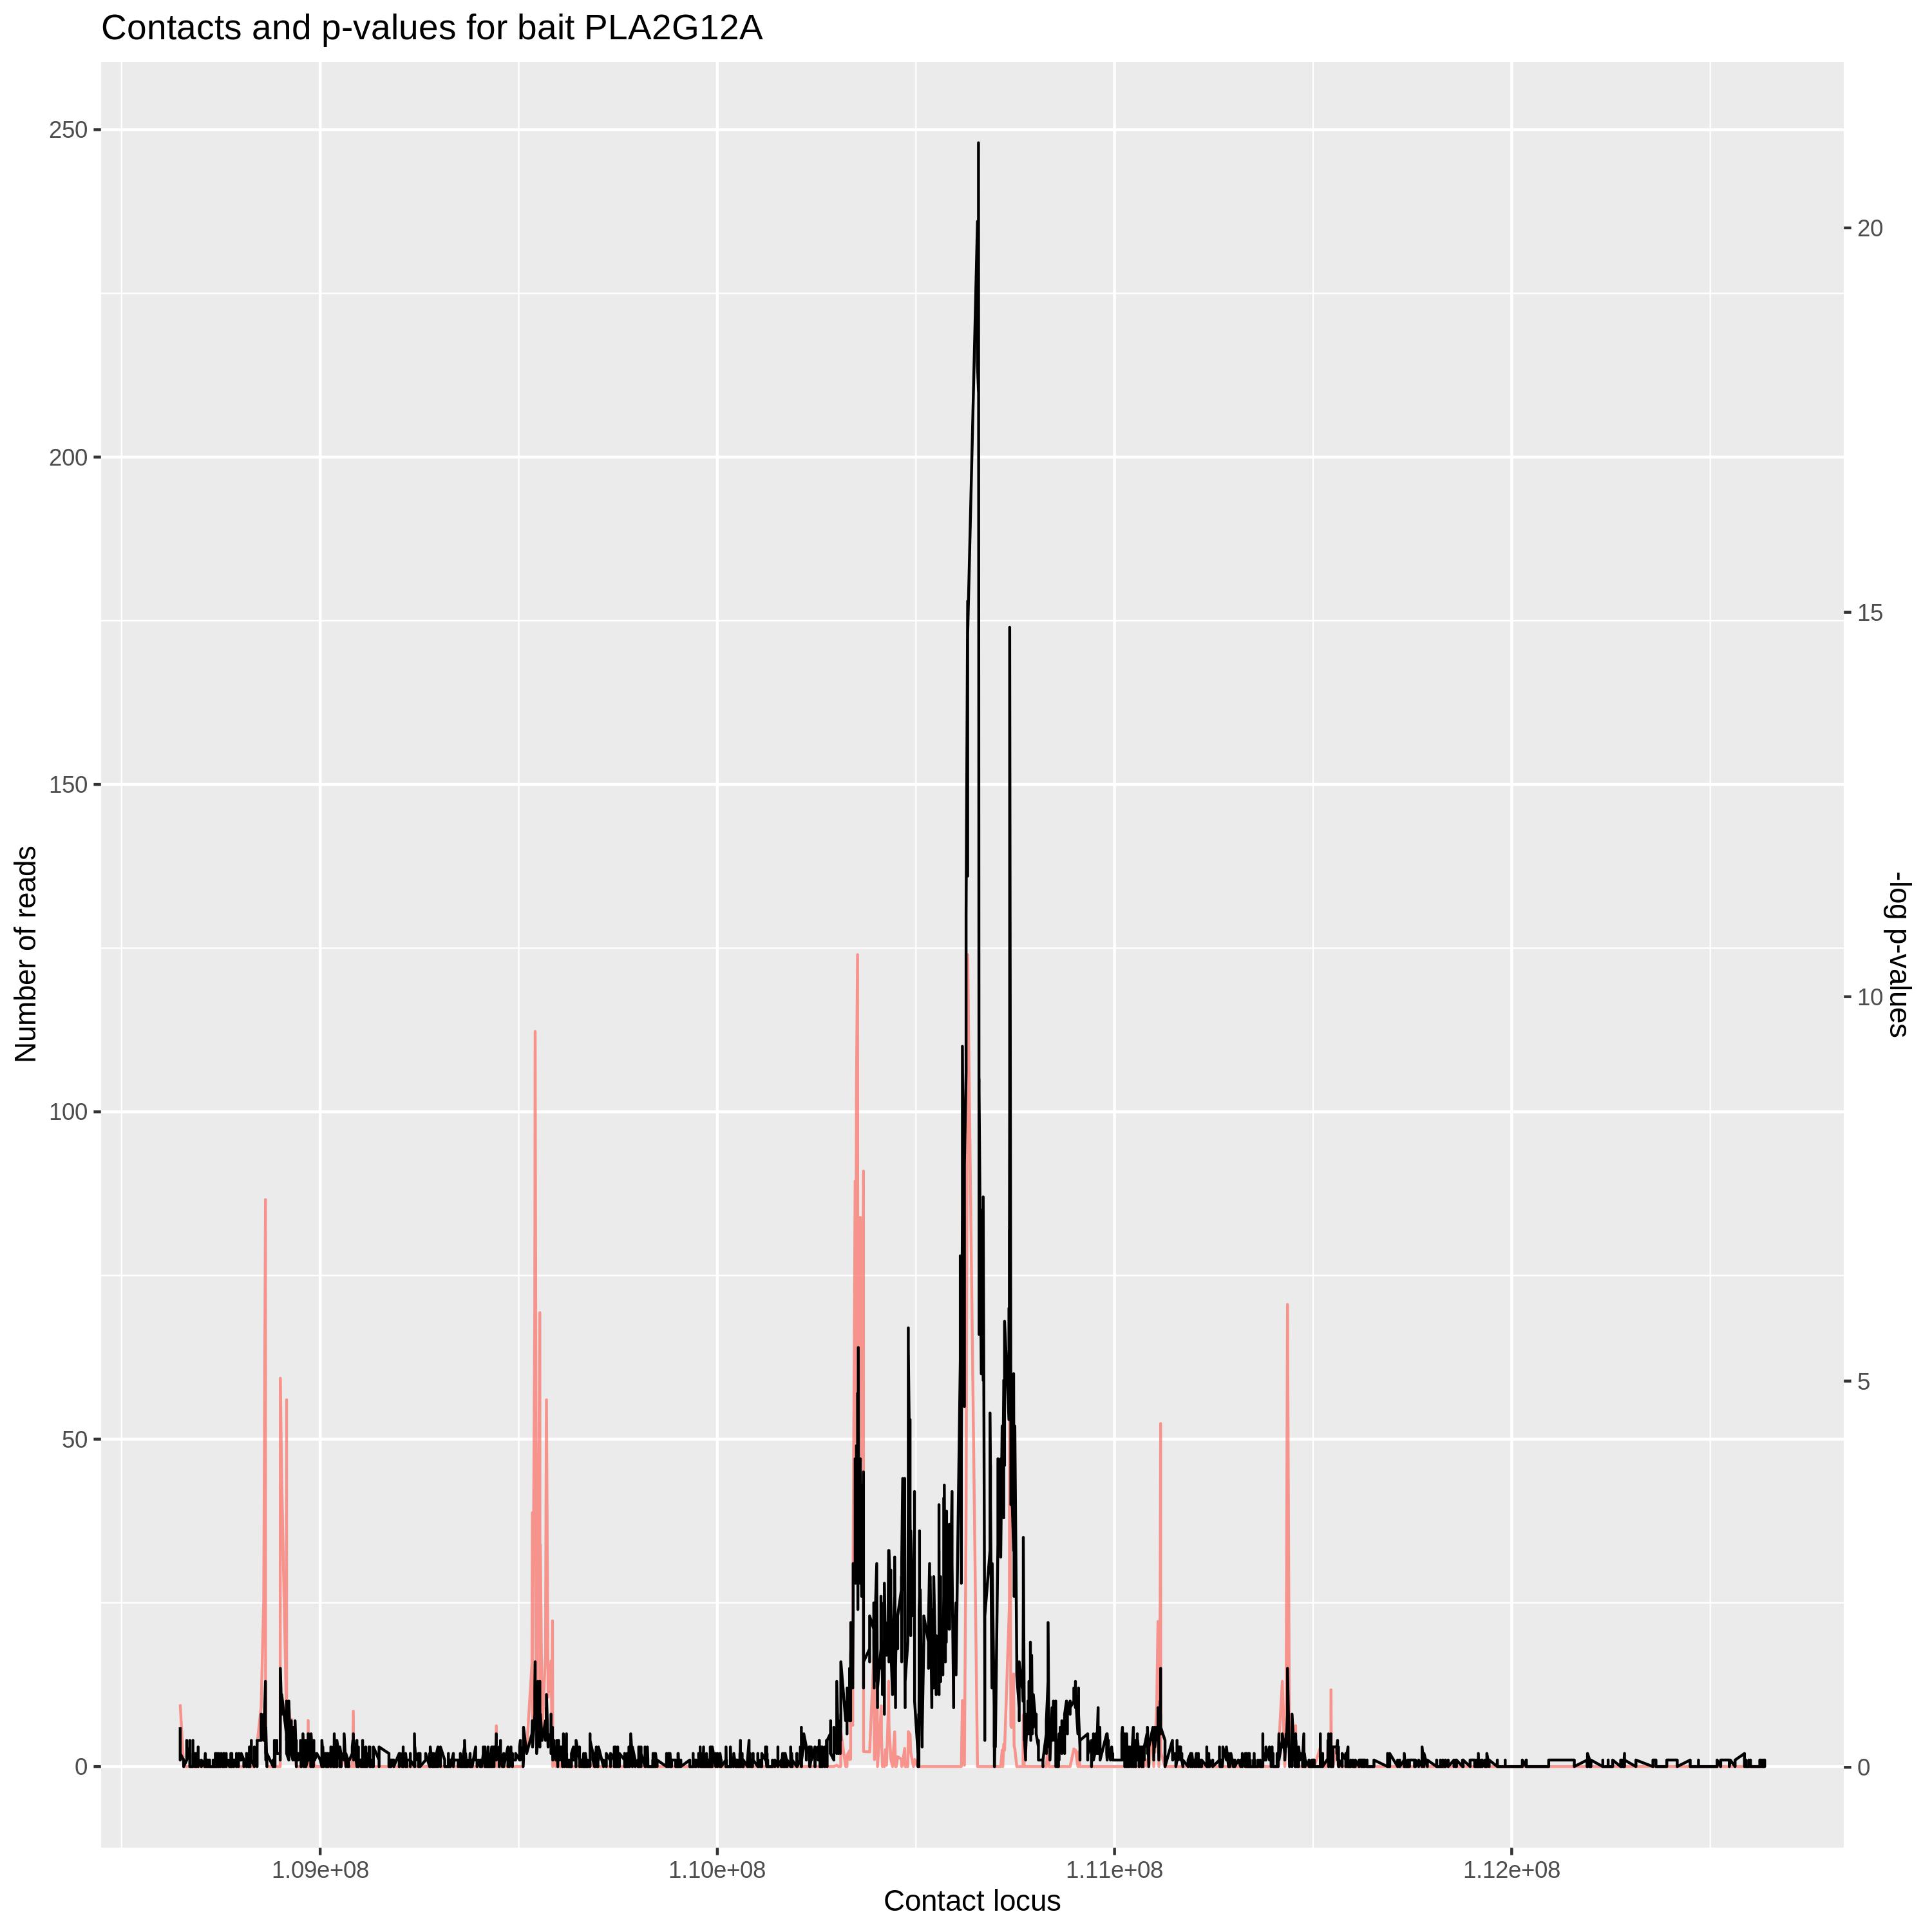 Contacts and p-values for bait PLA2G12A
Number of reads
250
200
150
100
50
0
20
15
10
5
0
-log p-values
1.09e+08 1.10e+08 1.11e+08 1.12e+08
Contact locus